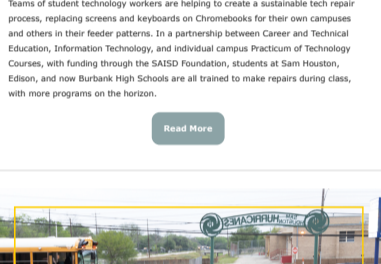 Teams of student technology workers are helping to create a sustainable tech repair
process, replacing screens and keyboards on Chromebooks for their own campuses
and others in their feeder patterns. In a partnership between Career and Technical
Education, Information Technology, and individual campus Practicum of Technology
Courses, with funding through the SAISD Foundation, students at Sam Houston,
Edison, and now Burbank High Schools are all trained to make repairs during class,
with more programs on the horizon.
Read More
SAM HOUSTON
HURRICANES